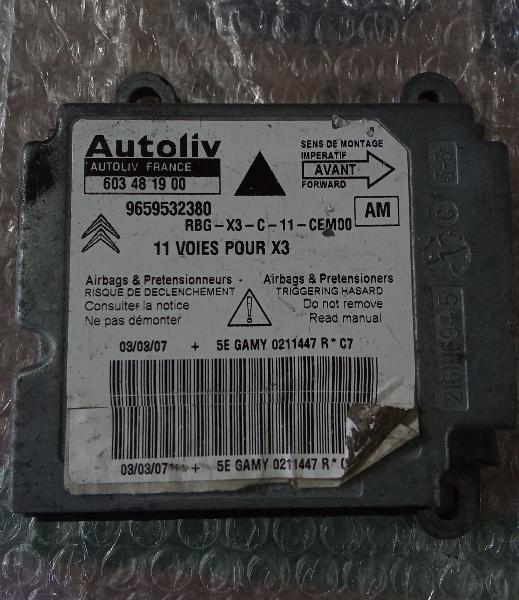 Autoliv
AUTOLIV FRANCE
603 48 19 00
SENS DE MONTAGE
IMPERATIF
AVANT
FORWARD
9659532380
RBG-X3-C-11-CEM00
AM
11 VOIES POUR X3
Airbags & Pretensionneurs
RISQUE DE DECLENCHEMENT
Consulter la notice
Ne pas démonter
!
Airbags & Pretensioners
TRIGGERING HASARD
Do not remove
Read manual
03/03/07 + 5E GAMY 0211447 R*C7
03/03/07 + 5E GAMY 0211447 R*